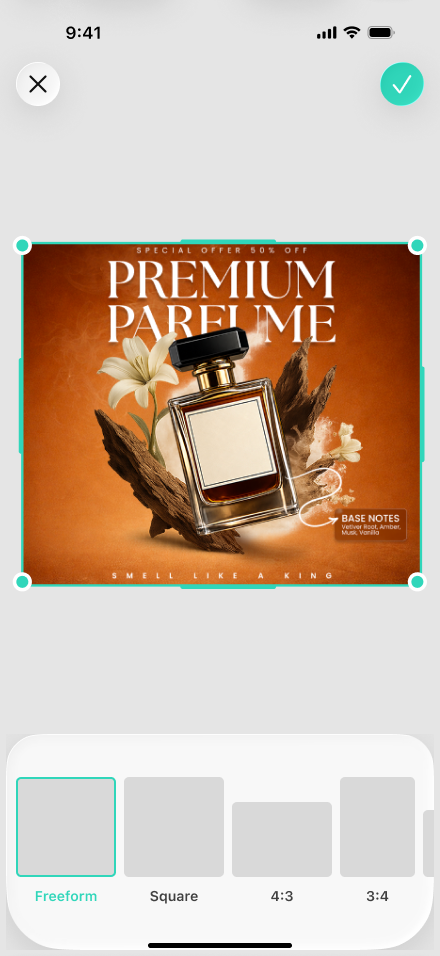 9:41
SPECIAL OFFER 50% OFF
PREMIUM
PARFUME
BASE NOTES
Vetiver Root, Amber,
Musk, Vanilla
SMELL LIKE A KING
Freeform
Square
4:3
3:4